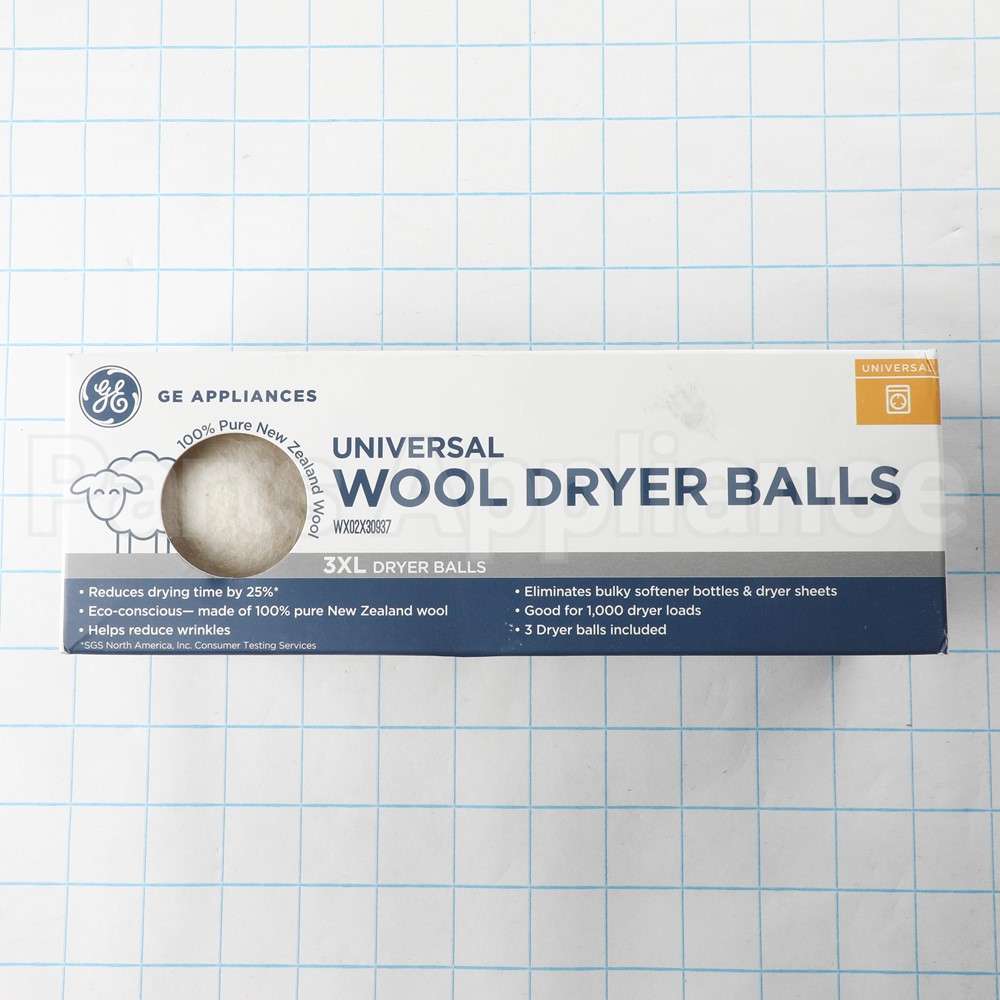 GE
GE APPLIANCES
UNIVERSAL
100% Pure New Zealand Wool
UNIVERSAL
WOOL DRYER BALLS
WX02X30937
3XL DRYER BALLS
• Reduces drying time by 25%*
• Eco-conscious— made of 100% pure New Zealand wool
• Helps reduce wrinkles
*SGS North America, Inc. Consumer Testing Services
• Eliminates bulky softener bottles & dryer sheets
• Good for 1,000 dryer loads
• 3 Dryer balls included